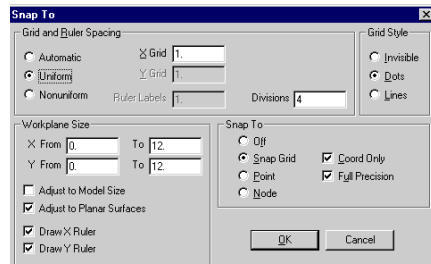 Snap To
Grid and Ruler Spacing
Automatic
Uniform
Nonuniform
X Grid 1.
Y Grid 1.
Ruler Labels 1.
Divisions 4
Grid Style
Invisible
Dots
Lines
Workplane Size
X From 0. To 12.
Y From 0. To 12.
Adjust to Model Size
Adjust to Planar Surfaces
Draw X Ruler
Draw Y Ruler
Snap To
Off
Snap Grid
Point
Node
Coord Only
Full Precision
OK
Cancel